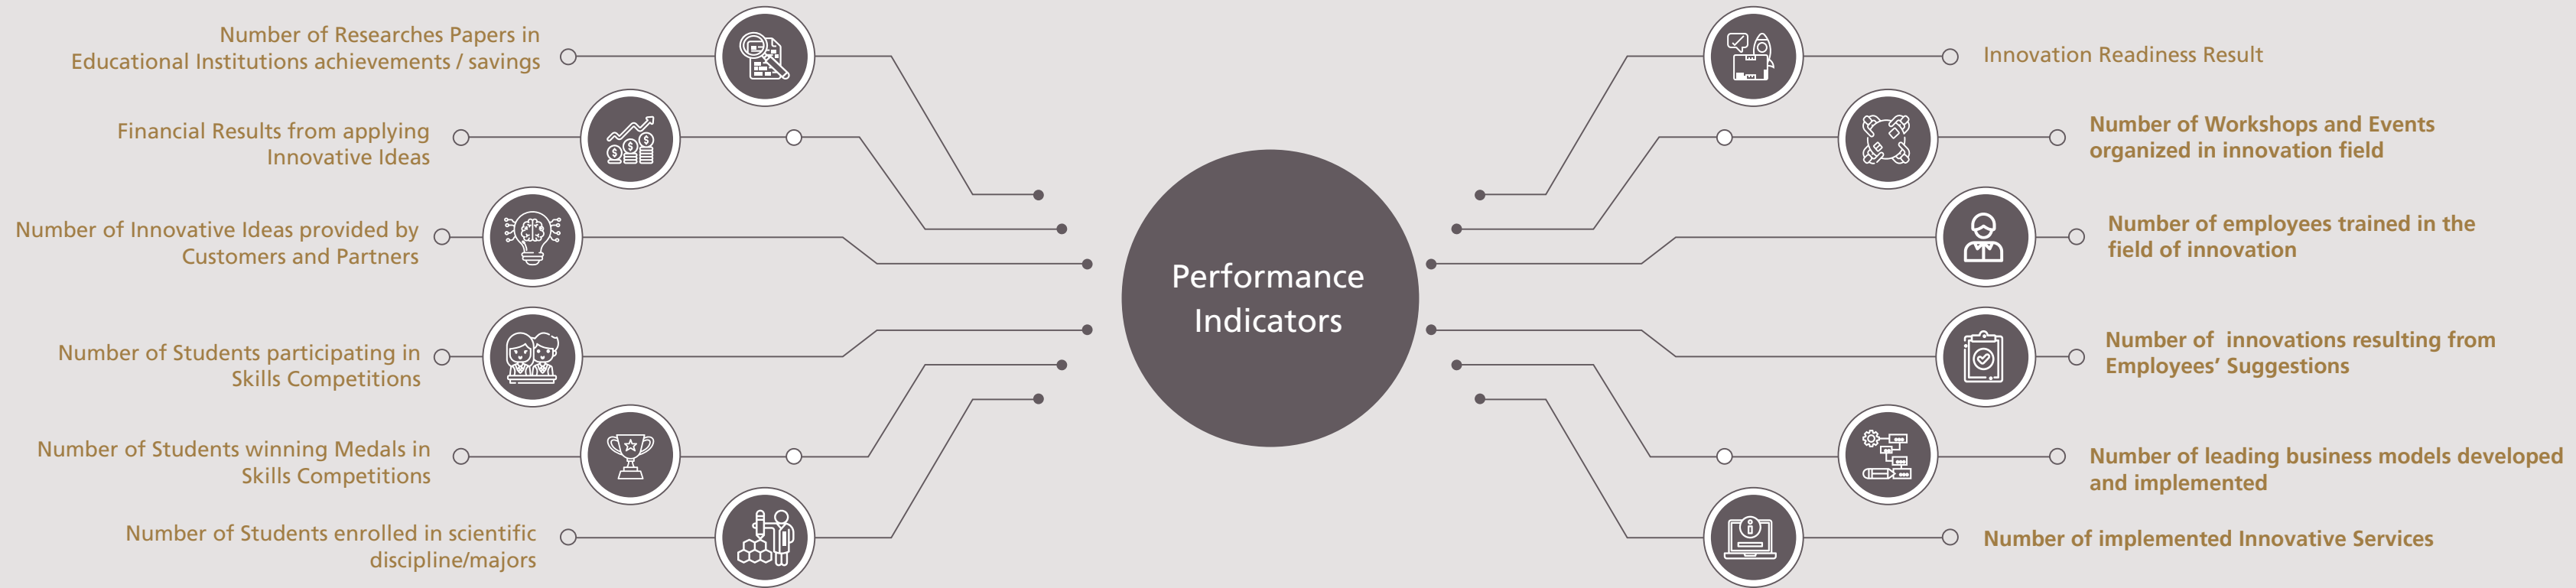 Number of Researches Papers in
Educational Institutions achievements / savings
Financial Results from applying
Innovative Ideas
Number of Innovative Ideas provided by
Customers and Partners
Number of Students participating in
Skills Competitions
Number of Students winning Medals in
Skills Competitions
Number of Students enrolled in scientific
discipline/majors
Performance
Indicators
Innovation Readiness Result
Number of Workshops and Events
organized in innovation field
Number of employees trained in the
field of innovation
Number of  innovations resulting from
Employees’ Suggestions
Number of leading business models developed
and implemented
Number of implemented Innovative Services